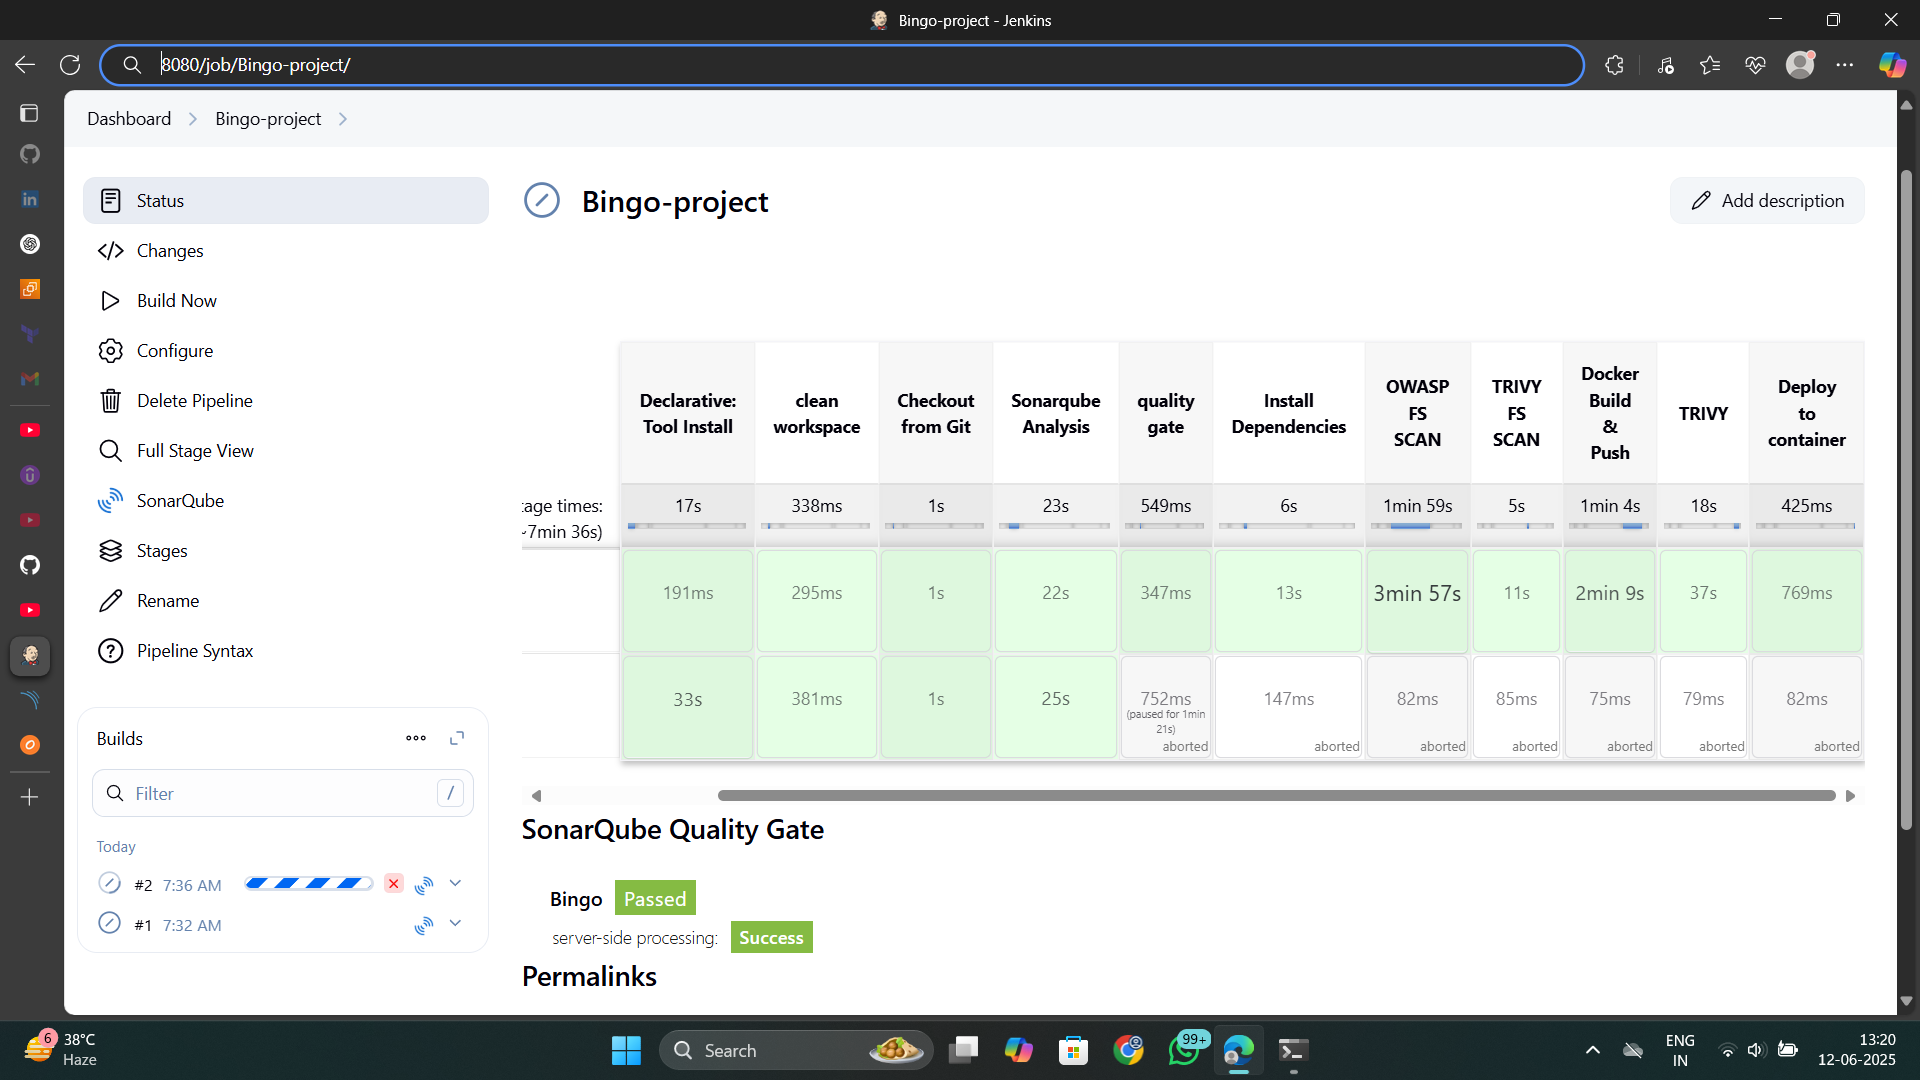 Bingo-project - Jenkins
8080/job/Bingo-project/
Dashboard
Bingo-project
Status
Changes
Build Now
Configure
Delete Pipeline
Full Stage View
SonarQube
Stages
Rename
Pipeline Syntax
Builds
Filter
/
Today
#2 7:36 AM
#1 7:32 AM
Bingo-project
Add description
Declarative: Tool Install
clean workspace
Checkout from Git
Sonarqube Analysis
quality gate
Install Dependencies
OWASP FS SCAN
TRIVY FS SCAN
Docker Build & Push
TRIVY
Deploy to container
times:
~7min 36s)
17s 338ms 1s 23s 549ms 6s 1min 59s 5s 1min 4s 18s 425ms
191ms 295ms 1s 22s 347ms 13s 3min 57s 11s 2min 9s 37s 769ms
33s 381ms 1s 25s 752ms 147ms 82ms 85ms 75ms 79ms 82ms
(paused for 1min 21s)
aborted aborted aborted aborted aborted aborted aborted
SonarQube Quality Gate
Bingo Passed
server-side processing: Success
Permalinks
6
38°C
Haze
Search
99+
ENG
IN
13:20
12-06-2025